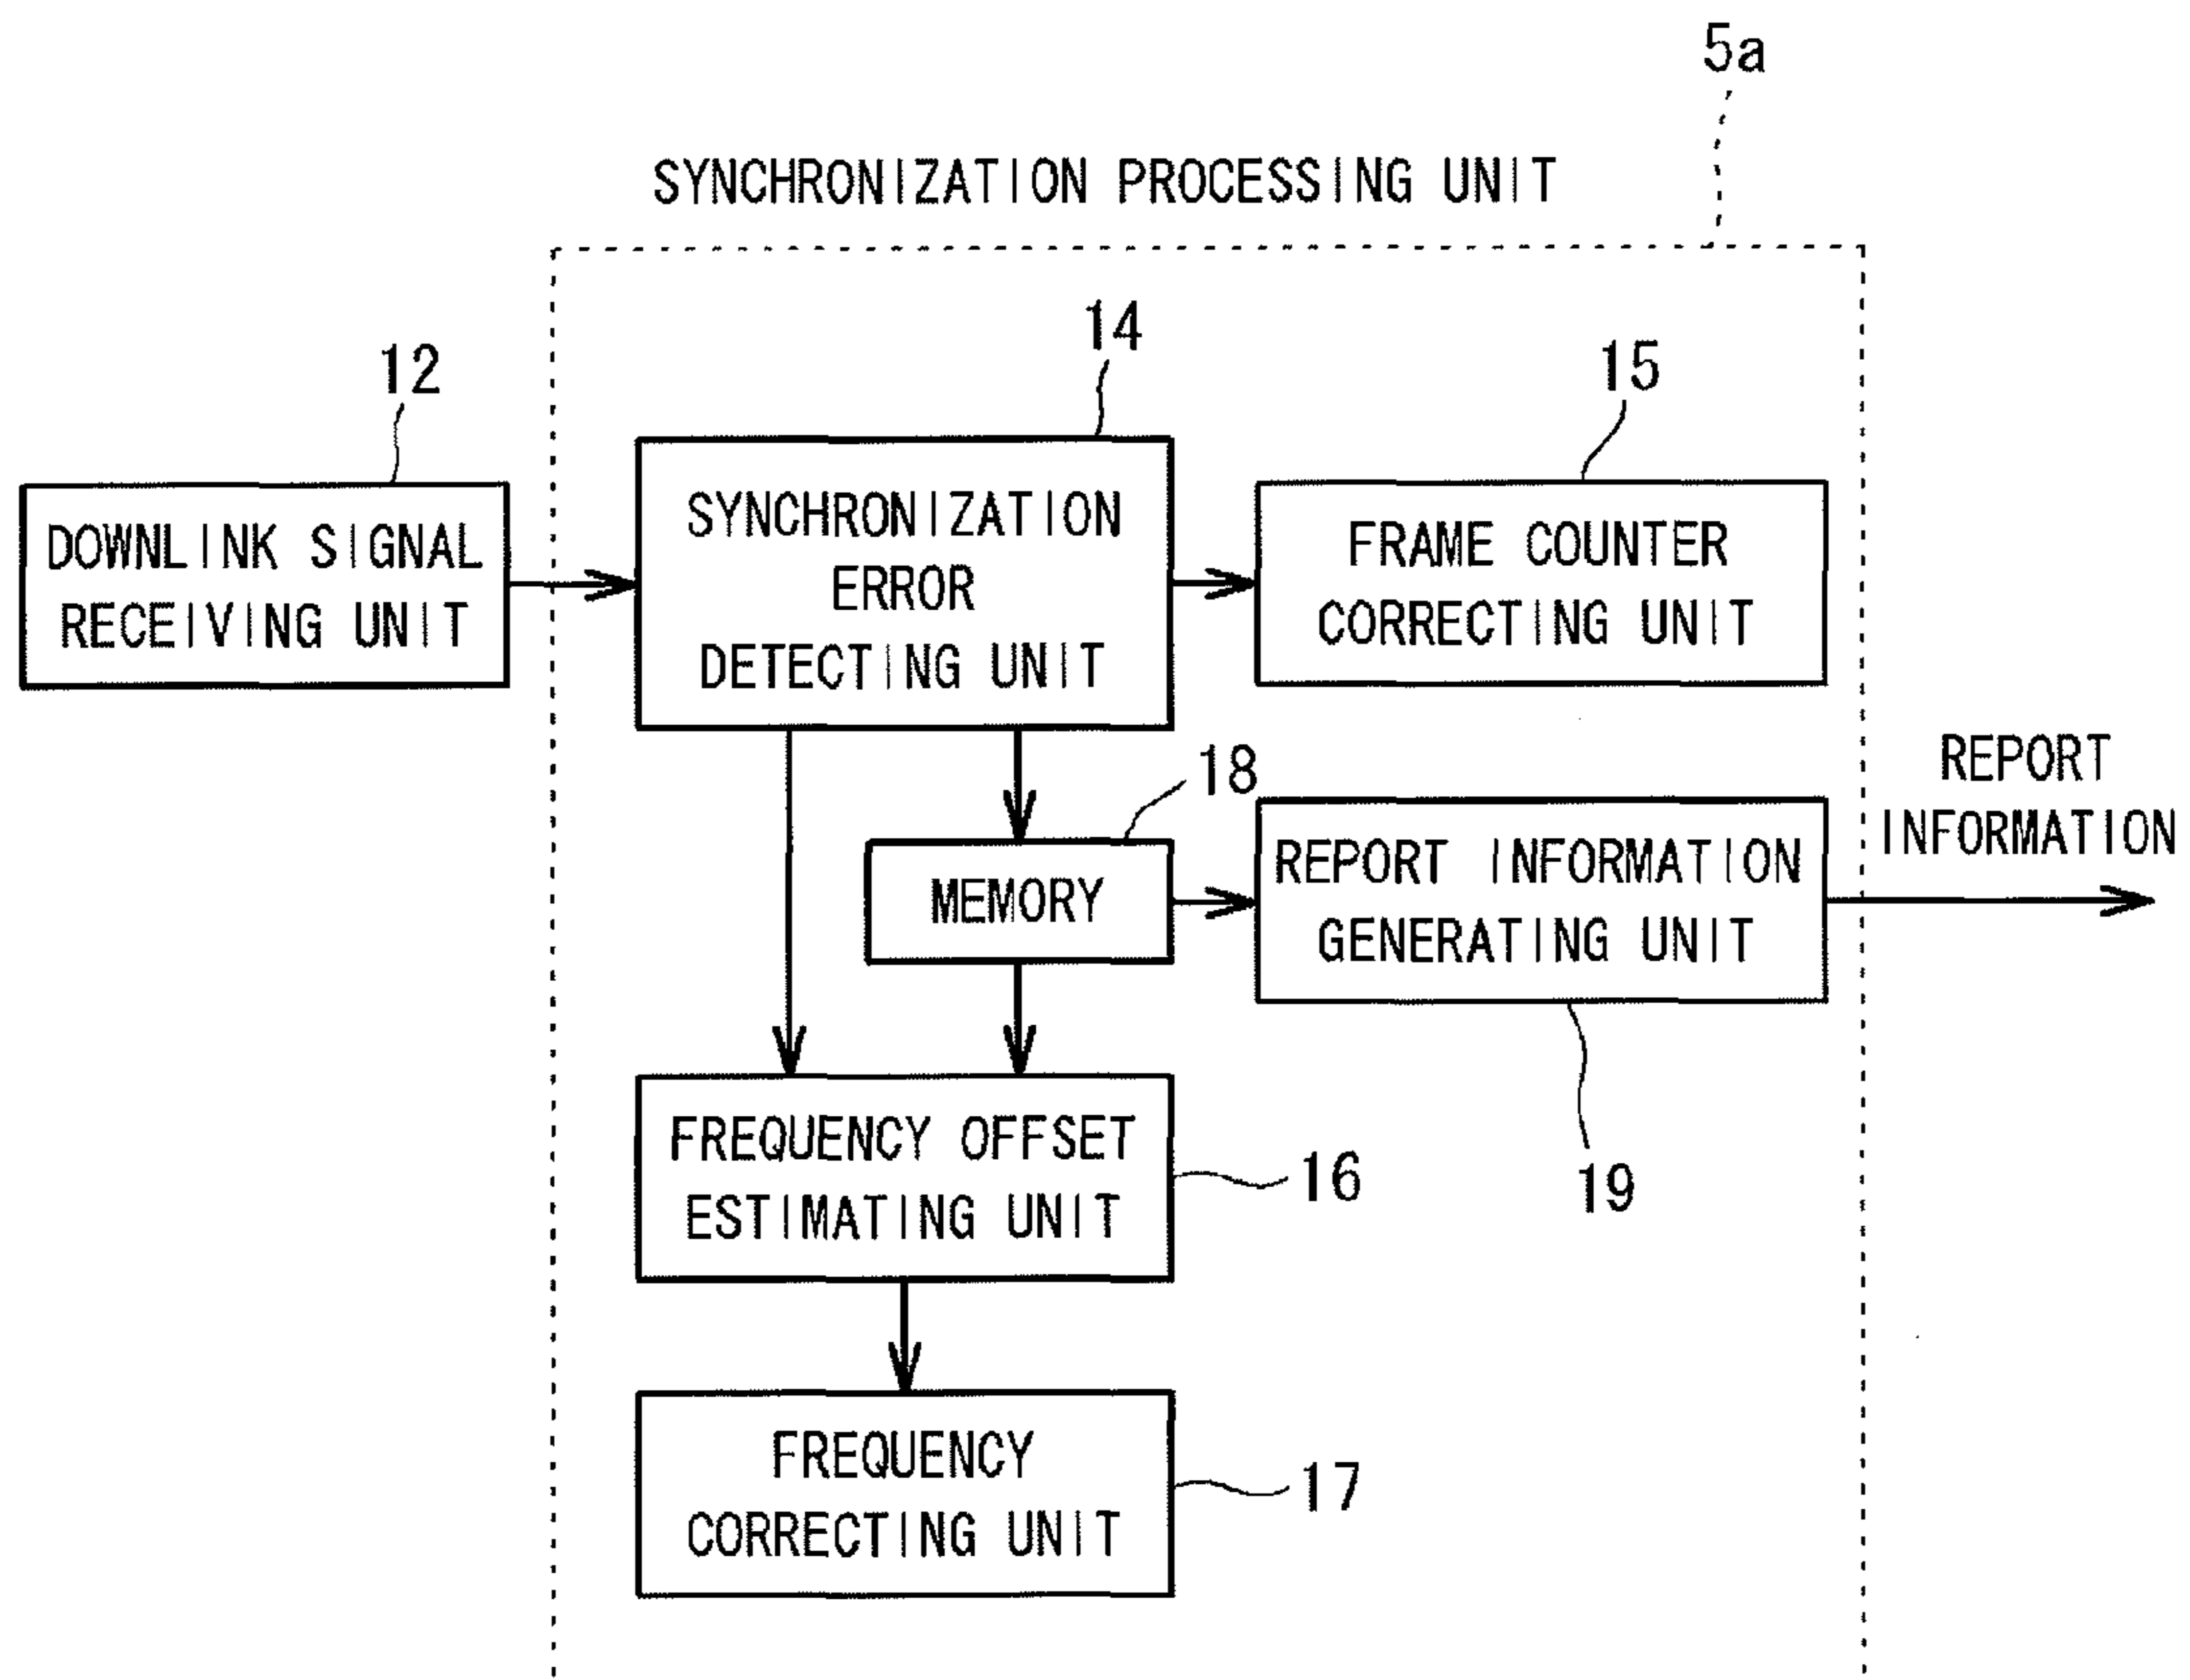 5a
SYNCHRONIZATION PROCESSING UNIT
14
12
15
DOWNLINK SIGNAL
RECEIVING UNIT
SYNCHRONIZATION
ERROR
DETECTING UNIT
FRAME COUNTER
CORRECTING UNIT
18
REPORT
INFORMATION
MEMORY
REPORT INFORMATION
GENERATING UNIT
FREQUENCY OFFSET
ESTIMATING UNIT
16
19
FREQUENCY
CORRECTING UNIT
17